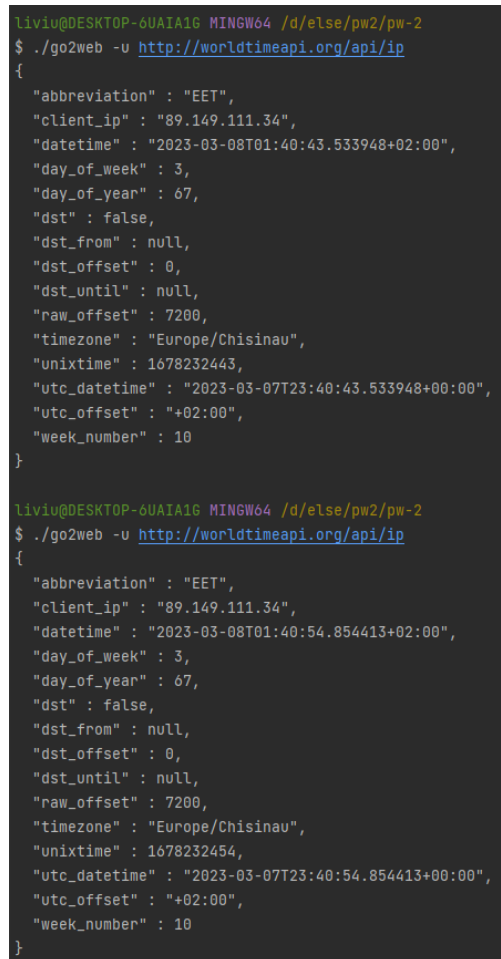 liviu@DESKTOP-6UAIA1G MINGW64 /d/else/pw2/pw-2
$ ./go2web -u http://worldtimeapi.org/api/ip
{
  "abbreviation" : "EET",
  "client_ip" : "89.149.111.34",
  "datetime" : "2023-03-08T01:40:43.533948+02:00",
  "day_of_week" : 3,
  "day_of_year" : 67,
  "dst" : false,
  "dst_from" : null,
  "dst_offset" : 0,
  "dst_until" : null,
  "raw_offset" : 7200,
  "timezone" : "Europe/Chisinau",
  "unixtime" : 1678232443,
  "utc_datetime" : "2023-03-07T23:40:43.533948+00:00",
  "utc_offset" : "+02:00",
  "week_number" : 10
}

liviu@DESKTOP-6UAIA1G MINGW64 /d/else/pw2/pw-2
$ ./go2web -u http://worldtimeapi.org/api/ip
{
  "abbreviation" : "EET",
  "client_ip" : "89.149.111.34",
  "datetime" : "2023-03-08T01:40:54.854413+02:00",
  "day_of_week" : 3,
  "day_of_year" : 67,
  "dst" : false,
  "dst_from" : null,
  "dst_offset" : 0,
  "dst_until" : null,
  "raw_offset" : 7200,
  "timezone" : "Europe/Chisinau",
  "unixtime" : 1678232454,
  "utc_datetime" : "2023-03-07T23:40:54.854413+00:00",
  "utc_offset" : "+02:00",
  "week_number" : 10
}